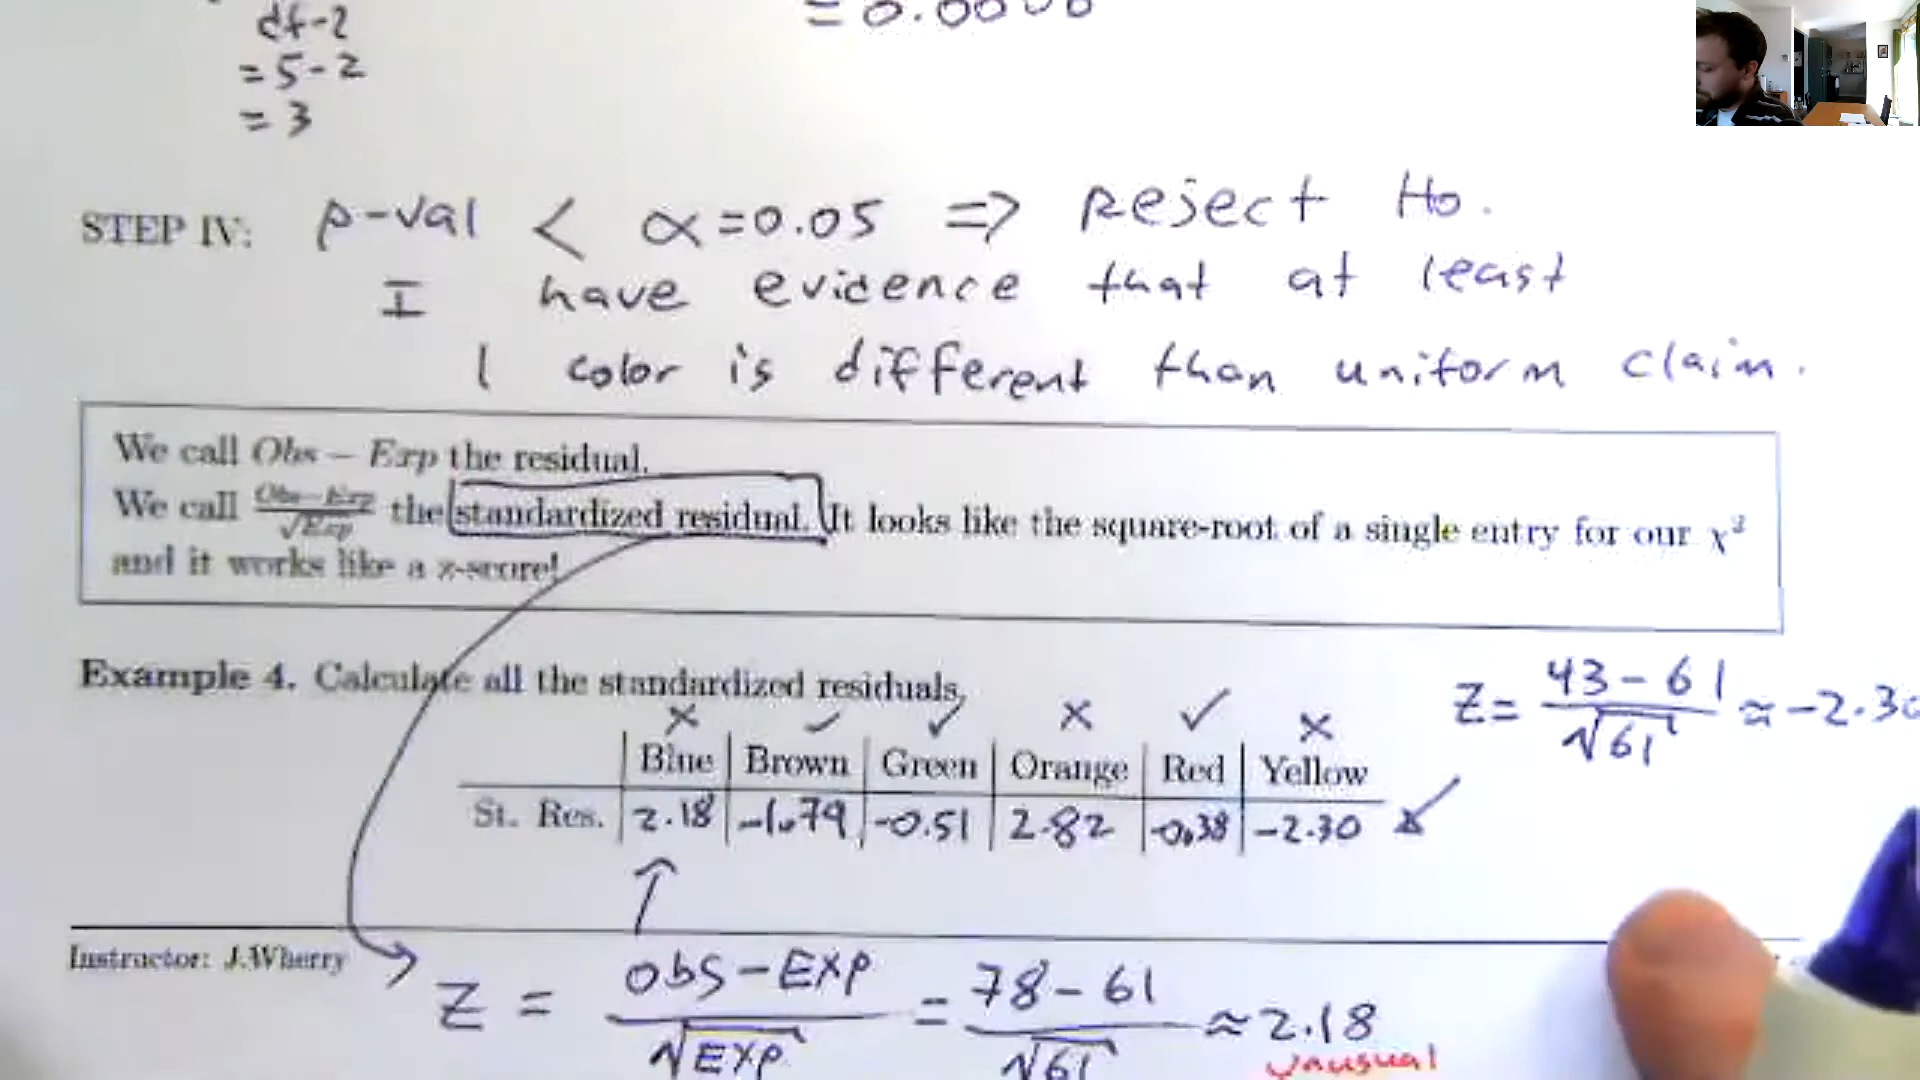 df-2
= 5-2
= 3
STEP IV: p-val < α=0.05 => Reject Ho.
I have evidence that at least
1 color is different than uniform claim.
We call Obs − Exp the residual.
We call Obs−Exp/√Exp the standardized residual. It looks like the square-root of a single entry for our χ²
and it works like a z-score!
Example 4. Calculate all the standardized residuals.
Z = 43-61/√61 ≈ -2.30
x ✓ ✓ x ✓ x
Blue | Brown | Green | Orange | Red | Yellow
St. Res. | 2.18 | -1.79 | -0.51 | 2.82 | -0.38 | -2.30
Instructor: J.Wherry
Z = Obs-Exp/√Exp = 78-61/√61 ≈ 2.18
unusual